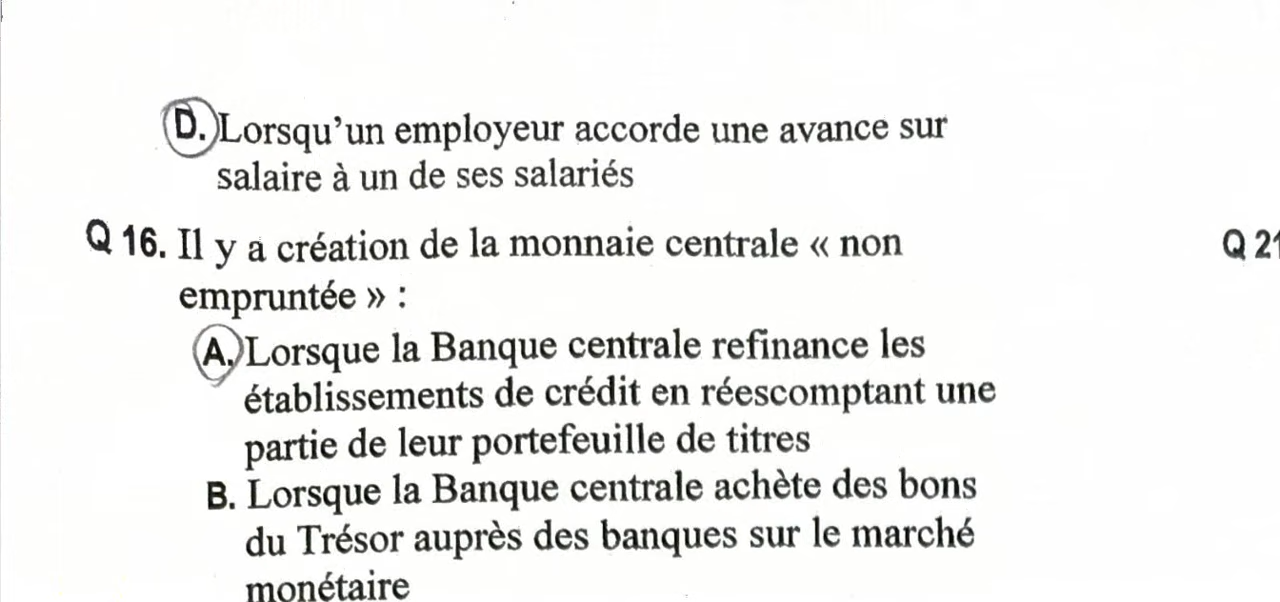 D. Lorsqu'un employeur accorde une avance sur
salaire à un de ses salariés
Q 16. Il y a création de la monnaie centrale « non
empruntée » :
A. Lorsque la Banque centrale refinance les
établissements de crédit en réescomptant une
partie de leur portefeuille de titres
B. Lorsque la Banque centrale achète des bons
du Trésor auprès des banques sur le marché
monétaire
Q 21